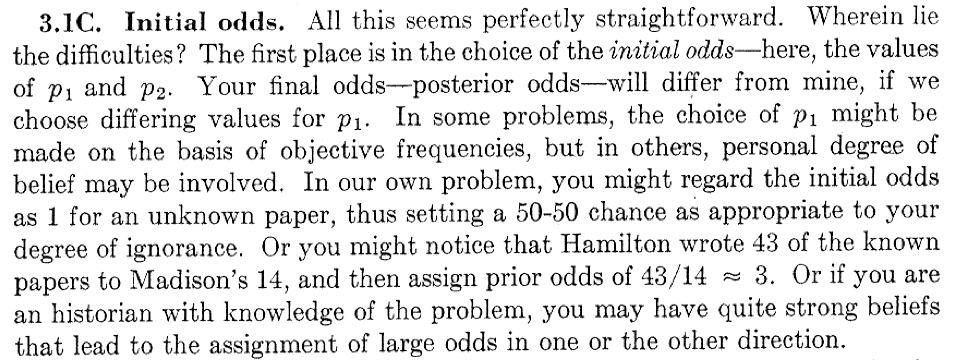 3.1C. Initial odds. All this seems perfectly straightforward. Wherein lie
the difficulties? The first place is in the choice of the initial odds—here, the values
of p₁ and p₂. Your final odds—posterior odds—will differ from mine, if we
choose differing values for p₁. In some problems, the choice of p₁ might be
made on the basis of objective frequencies, but in others, personal degree of
belief may be involved. In our own problem, you might regard the initial odds
as 1 for an unknown paper, thus setting a 50-50 chance as appropriate to your
degree of ignorance. Or you might notice that Hamilton wrote 43 of the known
papers to Madison's 14, and then assign prior odds of 43/14 ≈ 3. Or if you are
an historian with knowledge of the problem, you may have quite strong beliefs
that lead to the assignment of large odds in one or the other direction.